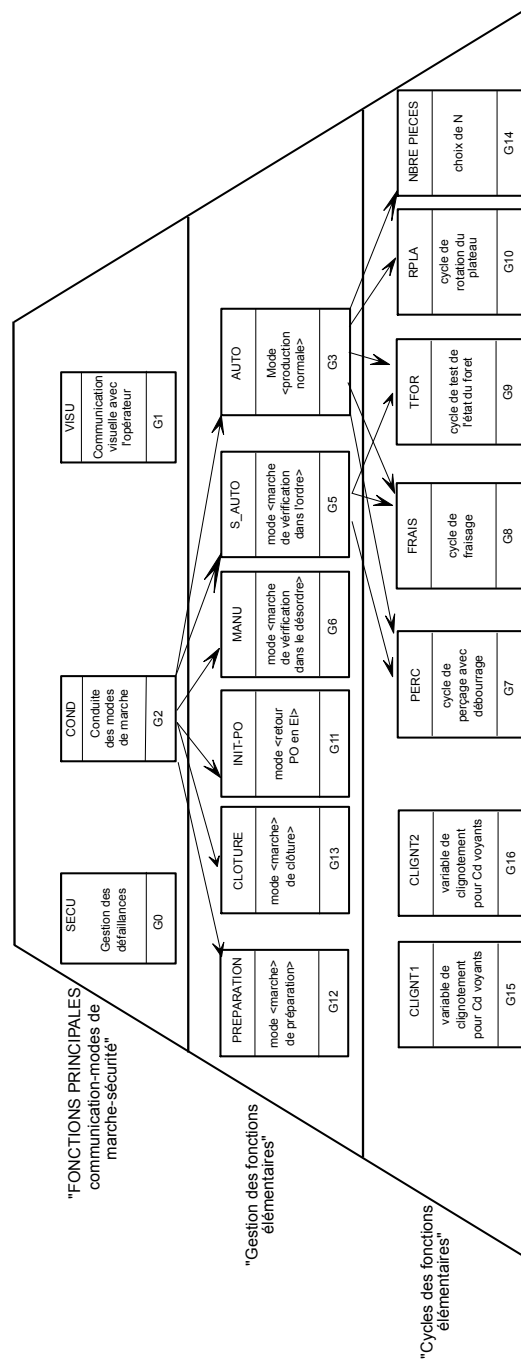 "FONCTIONS PRINCIPALES
communication-modes de
marche-sécurité"
SECU
Gestion des
défaillances
G0
COND
Conduite
des modes
de marche
G2
VISU
Communication
visuelle avec
l'opérateur
G1
"Gestion des fonctions
élémentaires"
PREPARATION
mode <marche>
de préparation>
G12
CLOTURE
mode <marche>
de clôture>
G13
INIT-PO
mode <retour
PO en EI>
G11
MANU
mode <marche
de vérification
dans le désordre>
G6
S_AUTO
mode <marche
de vérification
dans l'ordre>
G5
AUTO
Mode
<production
normale>
G3
"Cycles des fonctions
élémentaires"
CLIGNT1
variable de
clignotement
pour Cd voyants
G15
CLIGNT2
variable de
clignotement
pour Cd voyants
G16
PERC
cycle de
perçage avec
débourrage
G7
FRAIS
cycle de
fraisage
G8
TFOR
cycle de test de
l'état du foret
G9
RPLA
cycle de
rotation du
plateau
G10
NBRE PIECES
choix de N
G14